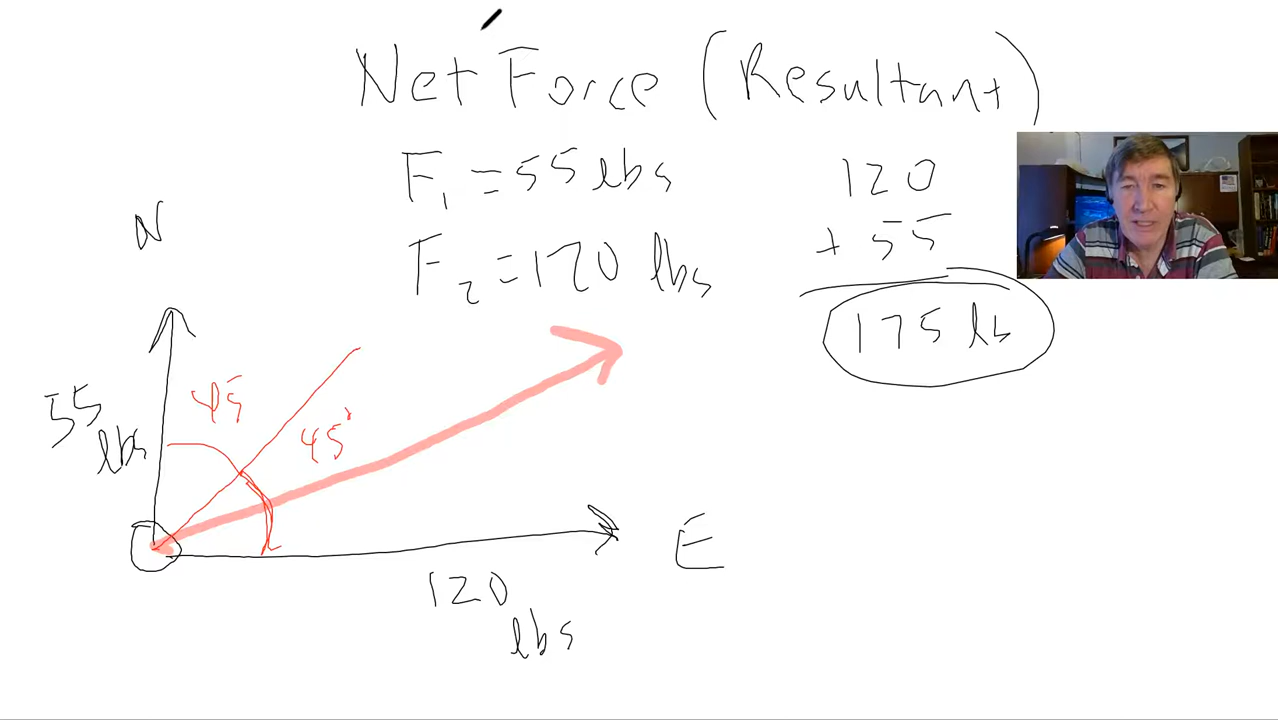 Net Force (Resultant)
F₁ = 55 lbs
F₂ = 120 lbs
120
+ 55
175 lb
N
55
lbs
45
45°
E
120
lbs